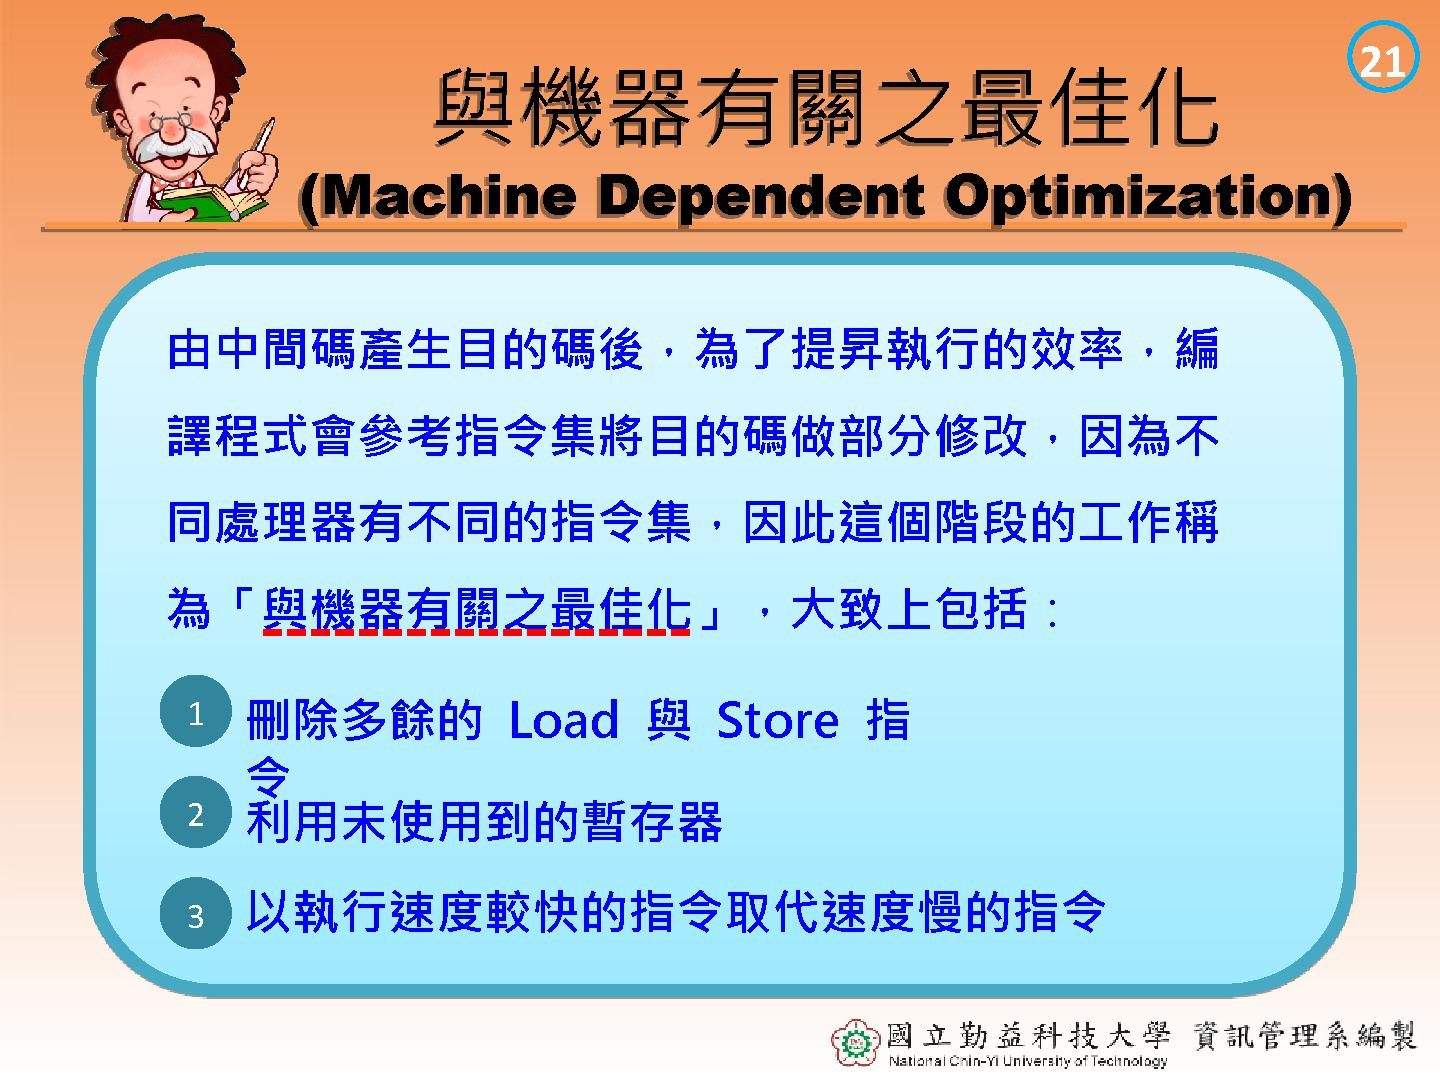 21
與機器有關之最佳化
(Machine Dependent Optimization)
由中間碼產生目的碼後，為了提昇執行的效率，編
譯程式會參考指令集將目的碼做部分修改，因為不
同處理器有不同的指令集，因此這個階段的工作稱
為「與機器有關之最佳化」，大致上包括：
1 刪除多餘的 Load 與 Store 指
令
2 利用未使用到的暫存器
3 以執行速度較快的指令取代速度慢的指令
國立勤益科技大學 資訊管理系編製
National Chin-Yi University of Technology